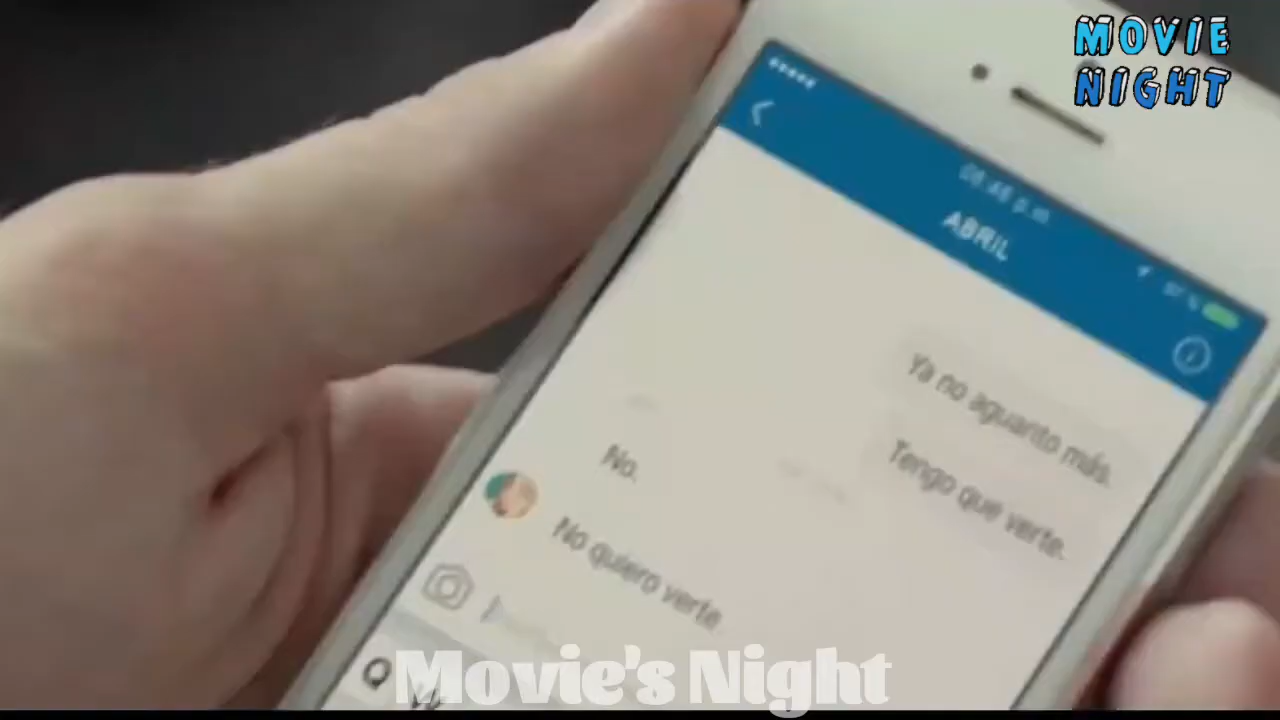 MOVIE
NIGHT
ABRIL
Ya no aguanto más.
Tengo que verte.
No.
No quiero verte.
Q W
Movie's Night